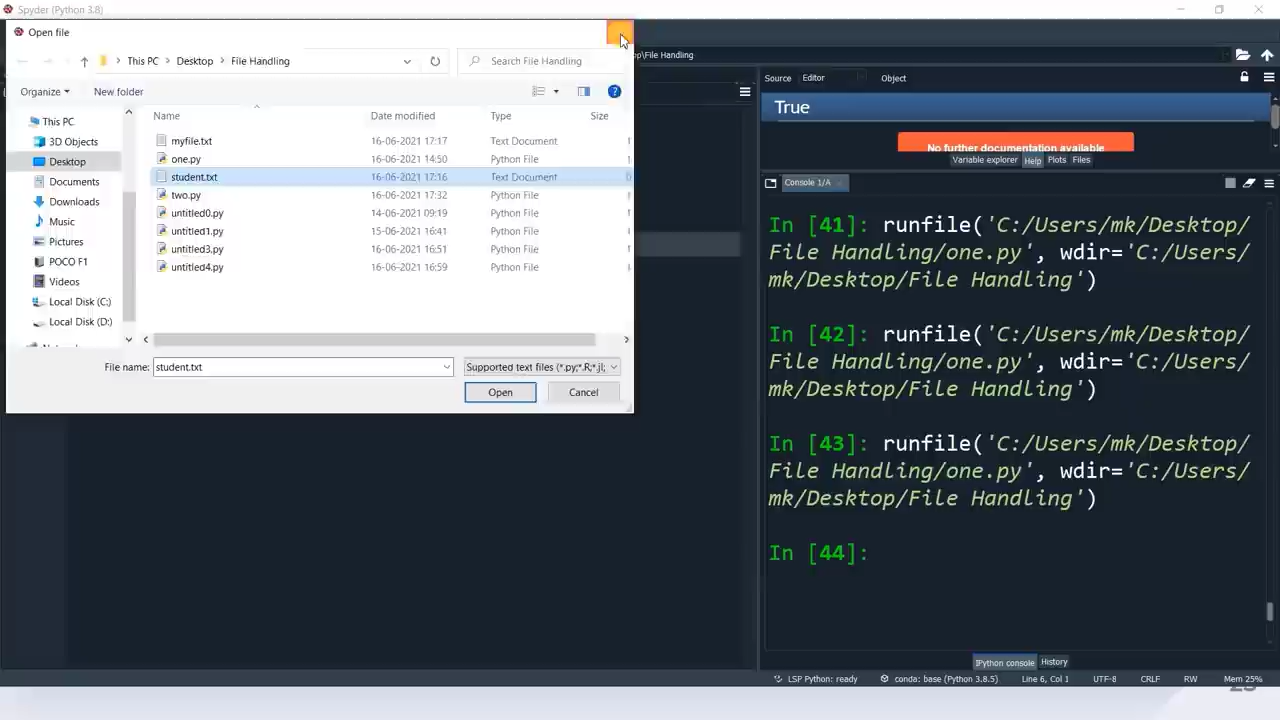 Spyder (Python 3.8)
Open file
This PC > Desktop > File Handling
Search File Handling
p\File Handling
Organize
New folder
Source Editor Object
True
No further documentation available
Variable explorer Help Plots Files
Name Date modified Type Size
This PC
3D Objects
Desktop
Documents
Downloads
Music
Pictures
POCO F1
Videos
Local Disk (C:)
Local Disk (D:)
myfile.txt 16-06-2021 17:17 Text Document
one.py 16-06-2021 14:50 Python File
student.txt 16-06-2021 17:16 Text Document
two.py 16-06-2021 17:32 Python File
untitled0.py 14-06-2021 09:19 Python File
untitled1.py 15-06-2021 16:41 Python File
untitled3.py 16-06-2021 16:51 Python File
untitled4.py 16-06-2021 16:59 Python File
File name: student.txt
Supported text files (*.py;*.R;*.jl;
Open Cancel
Console 1/A
In [41]: runfile('C:/Users/mk/Desktop/
File Handling/one.py', wdir='C:/Users/
mk/Desktop/File Handling')
In [42]: runfile('C:/Users/mk/Desktop/
File Handling/one.py', wdir='C:/Users/
mk/Desktop/File Handling')
In [43]: runfile('C:/Users/mk/Desktop/
File Handling/one.py', wdir='C:/Users/
mk/Desktop/File Handling')
In [44]:
IPython console History
LSP Python: ready conda: base (Python 3.8.5) Line 6, Col 1 UTF-8 CRLF RW Mem 25%